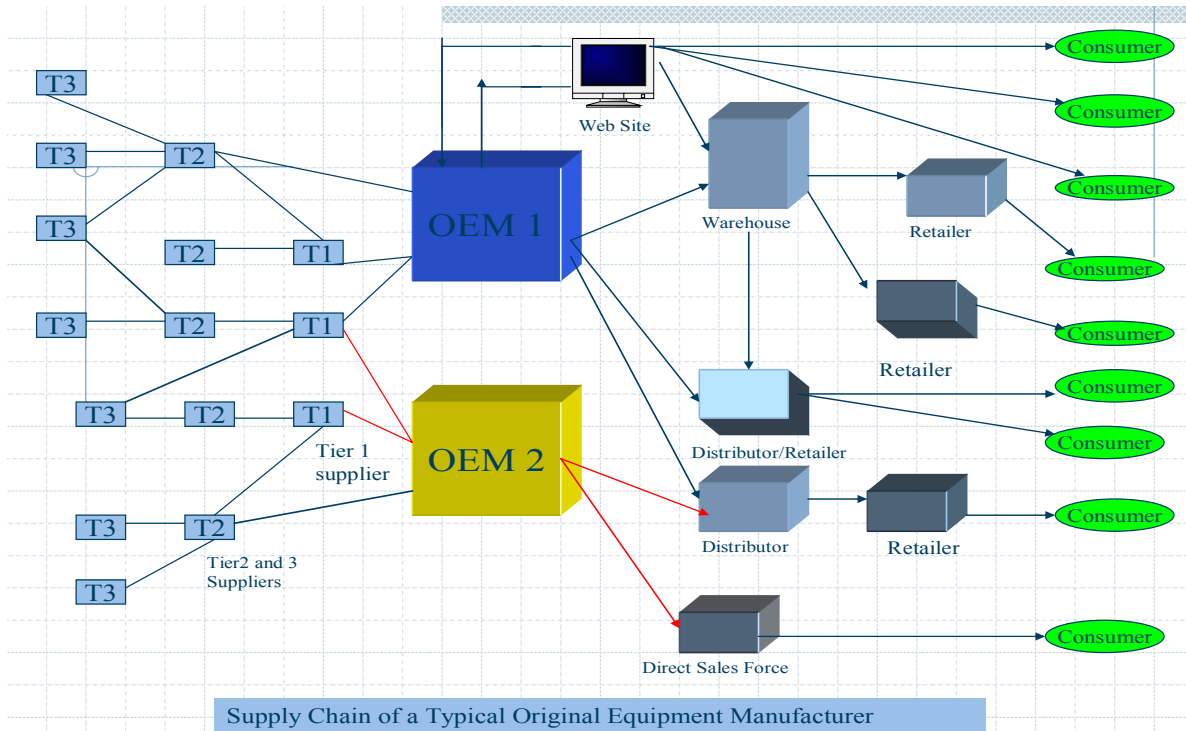 Consumer
T3
Consumer
Web Site
T3
T2
Consumer
OEM 1
Warehouse
T3
Retailer
T2
T1
Consumer
T3
T2
T1
Consumer
Retailer
Consumer
T3
T2
T1
Tier 1
supplier
Distributor/Retailer
Consumer
OEM 2
T3
T2
Distributor
Retailer
Consumer
Tier2 and 3
Suppliers
T3
Direct Sales Force
Consumer
Supply Chain of a Typical Original Equipment Manufacturer